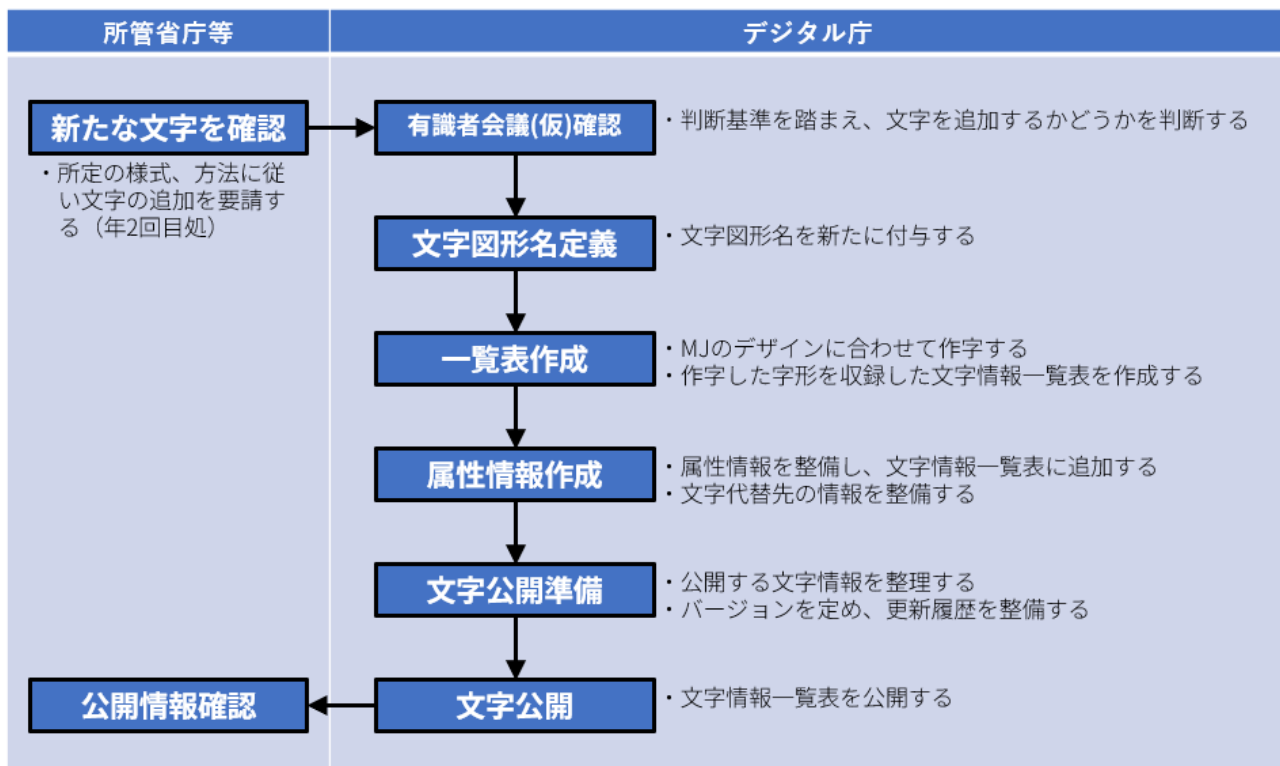 所管省庁等
デジタル庁
新たな文字を確認
・所定の様式、方法に従
い文字の追加を要請す
る（年2回目処）
有識者会議(仮)確認
・判断基準を踏まえ、文字を追加するかどうかを判断する
文字図形名定義
・文字図形名を新たに付与する
一覧表作成
・MJのデザインに合わせて作字する
・作字した字形を収録した文字情報一覧表を作成する
属性情報作成
・属性情報を整備し、文字情報一覧表に追加する
・文字代替先の情報を整備する
文字公開準備
・公開する文字情報を整理する
・バージョンを定め、更新履歴を整備する
文字公開
・文字情報一覧表を公開する
公開情報確認